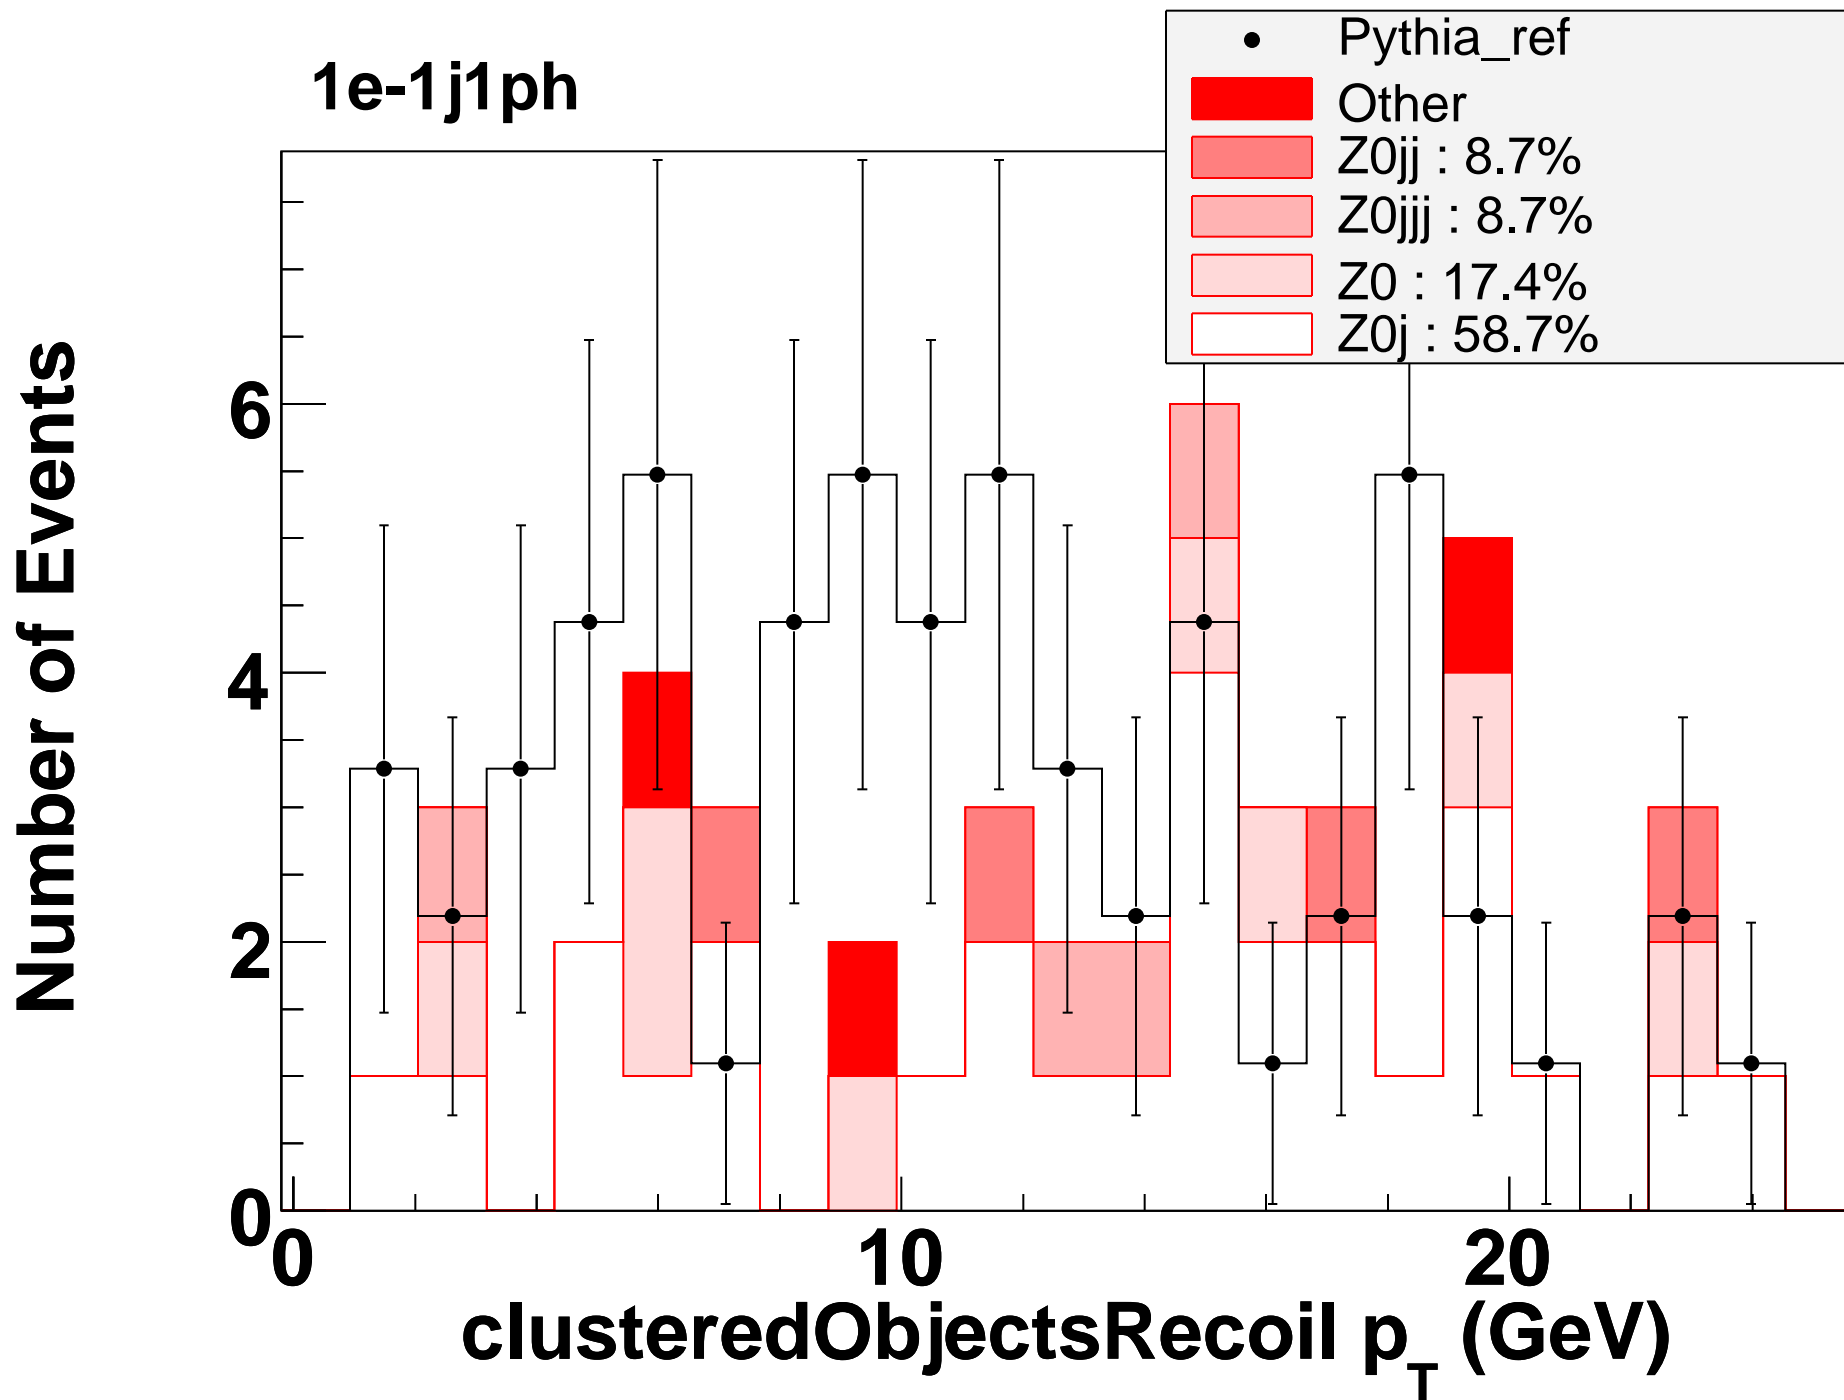 1e-1j1ph
Pythia_ref
Other
Z0jj : 8.7%
Z0jjj : 8.7%
Z0 : 17.4%
Z0j : 58.7%
Number of Events
6
4
2
0
0 10 20
clusteredObjectsRecoil p_T (GeV)